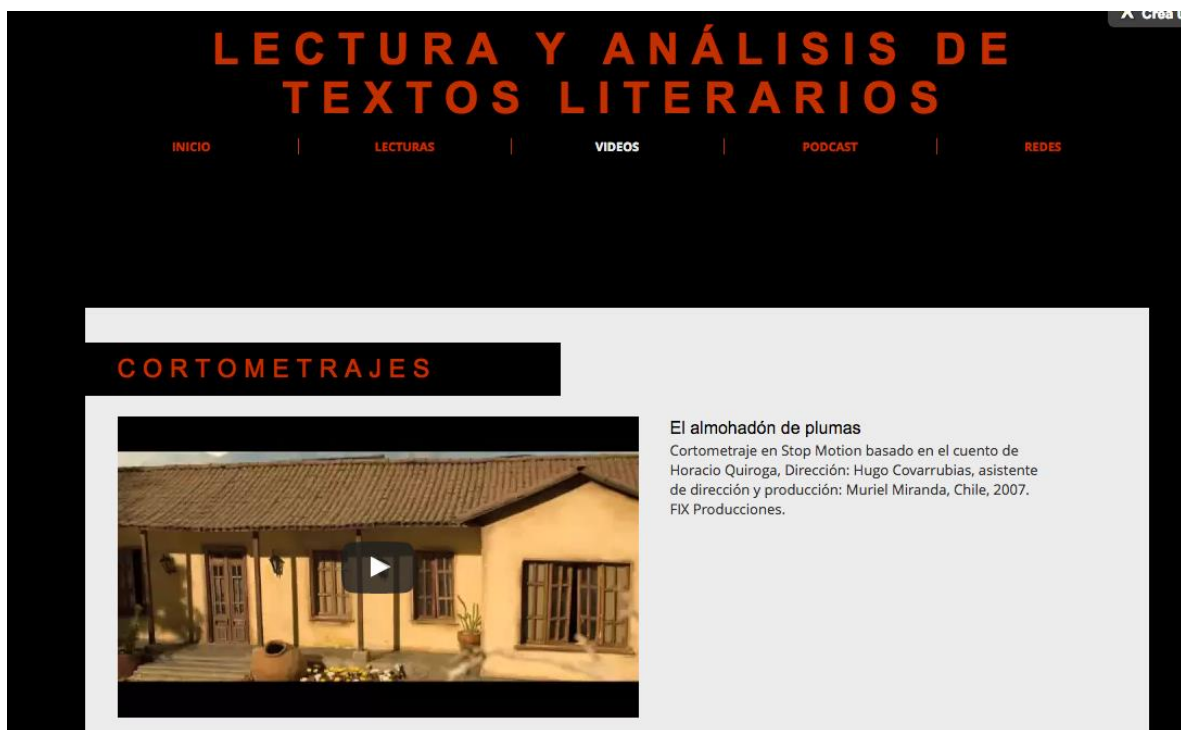 X Crea
LECTURA Y ANÁLISIS DE
TEXTOS LITERARIOS
INICIO | LECTURAS | VIDEOS | PODCAST | REDES
CORTOMETRAJES
El almohadón de plumas
Cortometraje en Stop Motion basado en el cuento de
Horacio Quiroga, Dirección: Hugo Covarrubias, asistente
de dirección y producción: Muriel Miranda, Chile, 2007.
FIX Producciones.